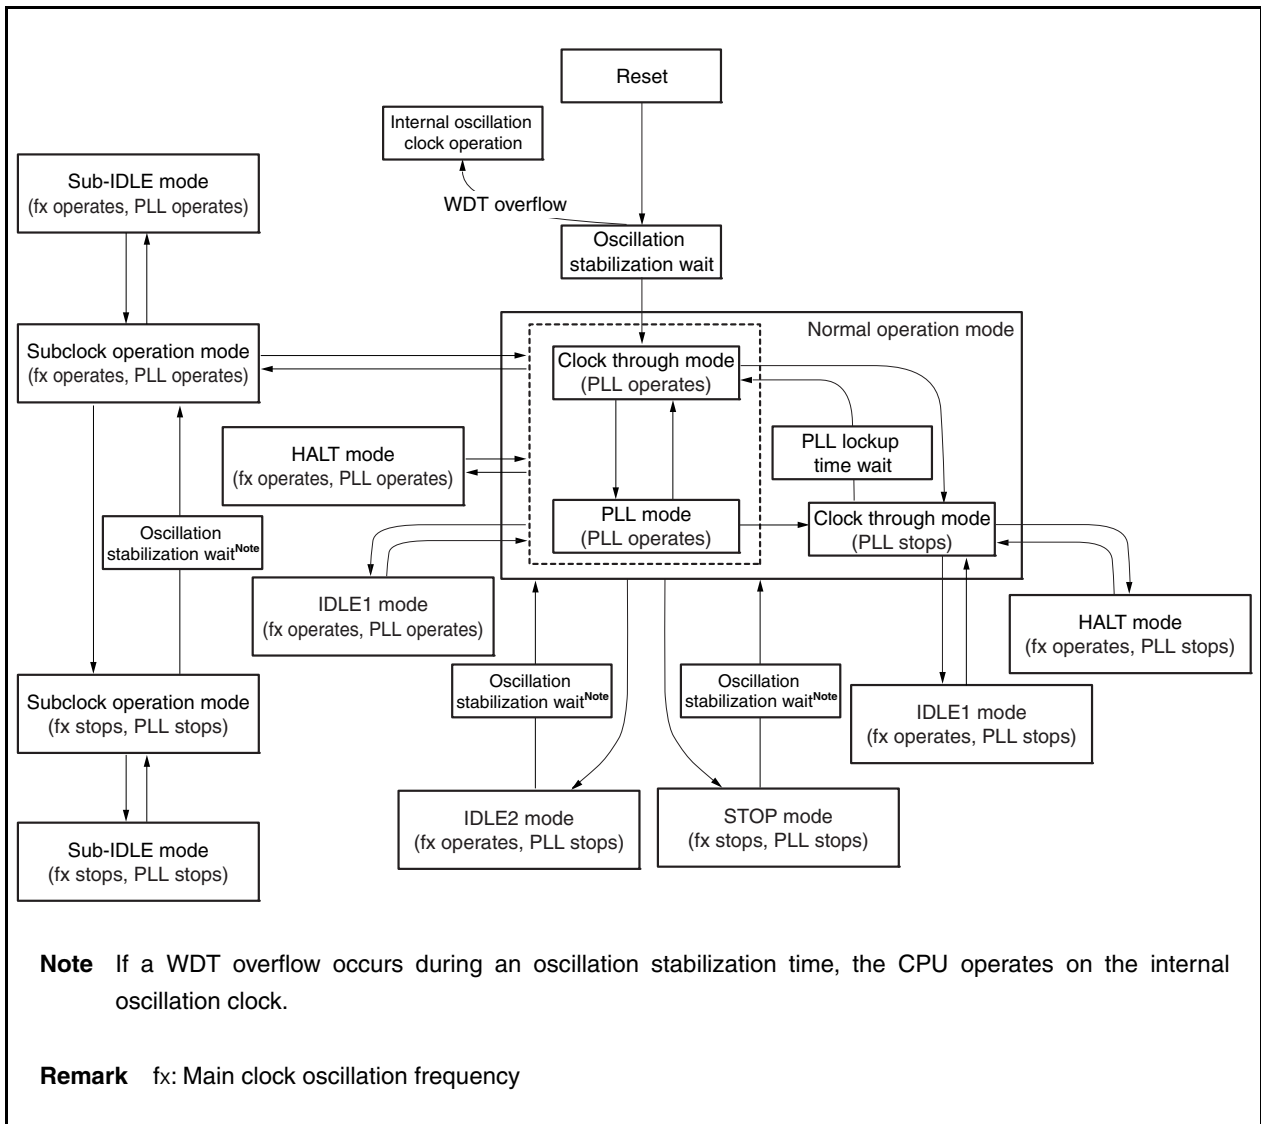 Reset
Internal oscillation
clock operation
WDT overflow
Sub-IDLE mode
(fx operates, PLL operates)
Oscillation
stabilization wait
Normal operation mode
Subclock operation mode
(fx operates, PLL operates)
Clock through mode
(PLL operates)
HALT mode
(fx operates, PLL operates)
PLL lockup
time wait
PLL mode
(PLL operates)
Clock through mode
(PLL stops)
Oscillation
stabilization waitNote
IDLE1 mode
(fx operates, PLL operates)
HALT mode
(fx operates, PLL stops)
Oscillation
stabilization waitNote
Oscillation
stabilization waitNote
Subclock operation mode
(fx stops, PLL stops)
IDLE1 mode
(fx operates, PLL stops)
IDLE2 mode
(fx operates, PLL stops)
STOP mode
(fx stops, PLL stops)
Sub-IDLE mode
(fx stops, PLL stops)
Note If a WDT overflow occurs during an oscillation stabilization time, the CPU operates on the internal
oscillation clock.
Remark fx: Main clock oscillation frequency